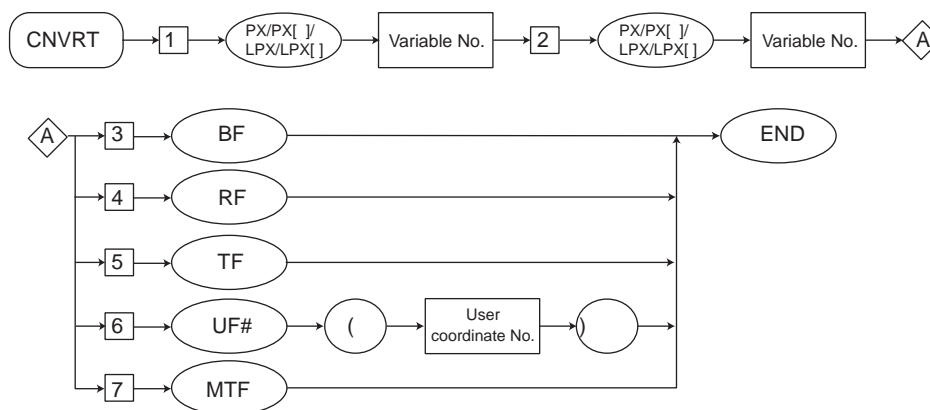 CNVRT 1 PX/PX[ ]/ Variable No. 2 PX/PX[ ]/ Variable No. A
LPX/LPX[ ] LPX/LPX[ ]
A 3 BF END
4 RF
5 TF
6 UF# ( User )
coordinate No.
7 MTF